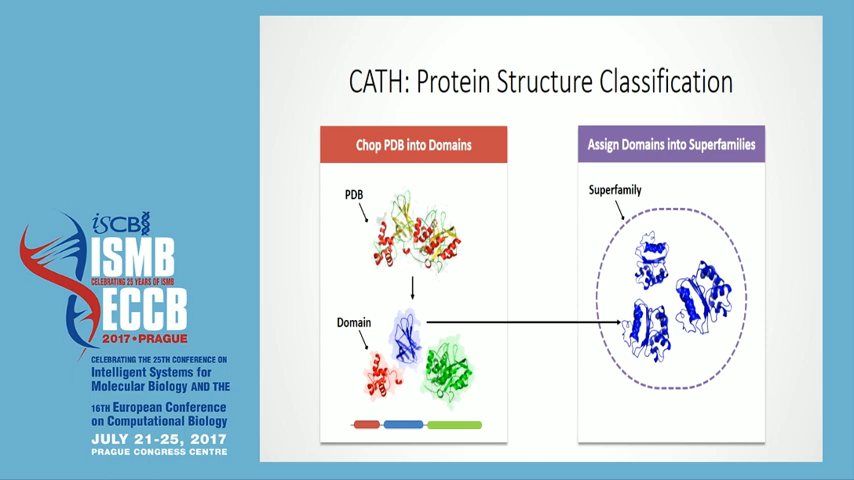 CATH: Protein Structure Classification
Chop PDB into Domains
Assign Domains into Superfamilies
PDB
Domain
Superfamily
iSCB
ISMB
CELEBRATING 25 YEARS OF ISMB
ECCB
2017 • PRAGUE
CELEBRATING THE 25TH CONFERENCE ON
Intelligent Systems for
Molecular Biology AND THE
16TH European Conference
on Computational Biology
JULY 21-25, 2017
PRAGUE CONGRESS CENTRE